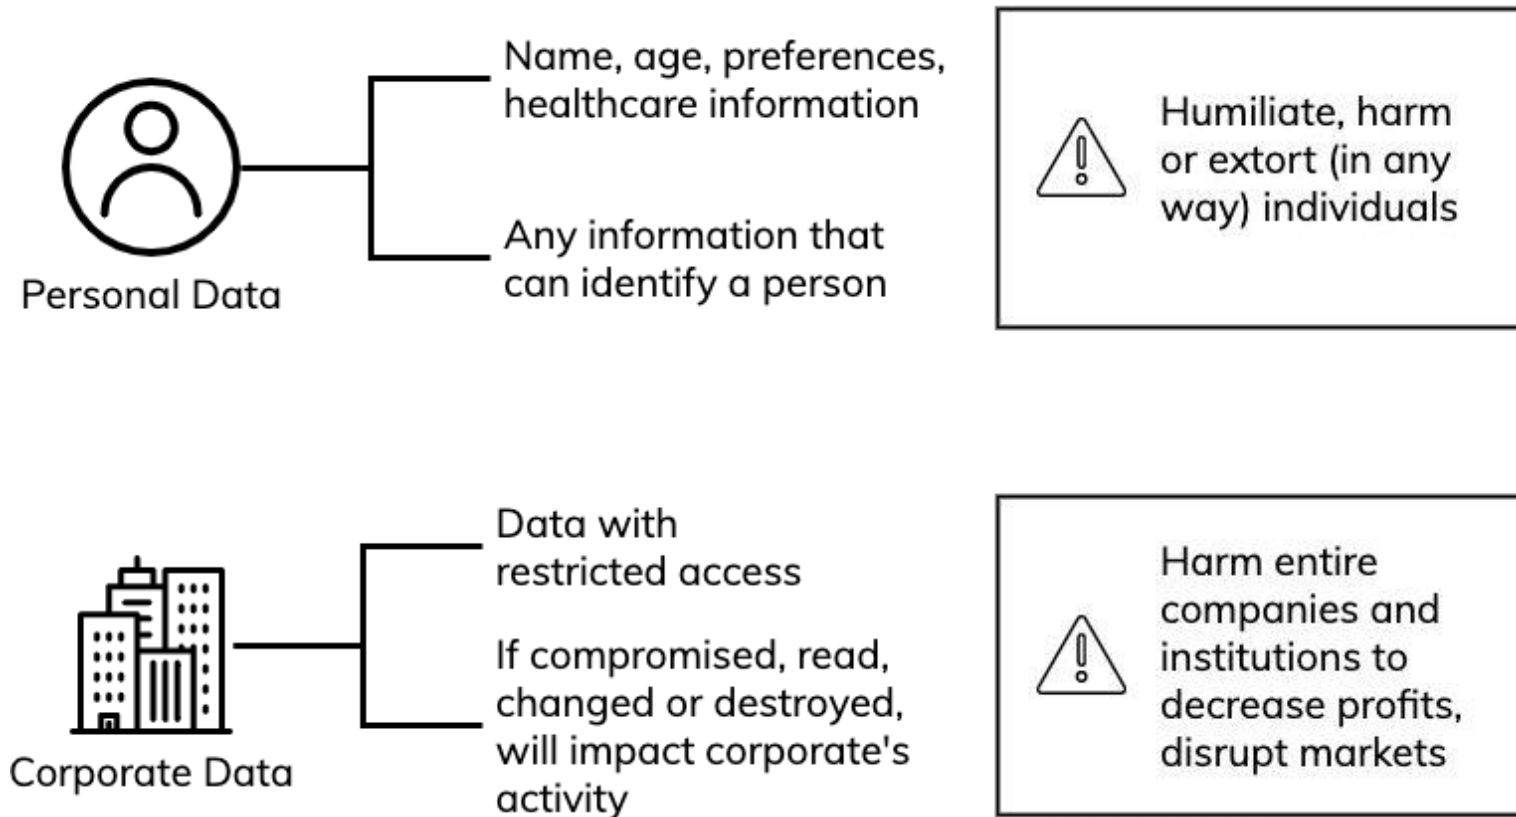 Name, age, preferences,
healthcare information
Any information that
can identify a person
Personal Data
Humiliate, harm
or extort (in any
way) individuals
Data with
restricted access
If compromised, read,
changed or destroyed,
will impact corporate's
activity
Corporate Data
Harm entire
companies and
institutions to
decrease profits,
disrupt markets